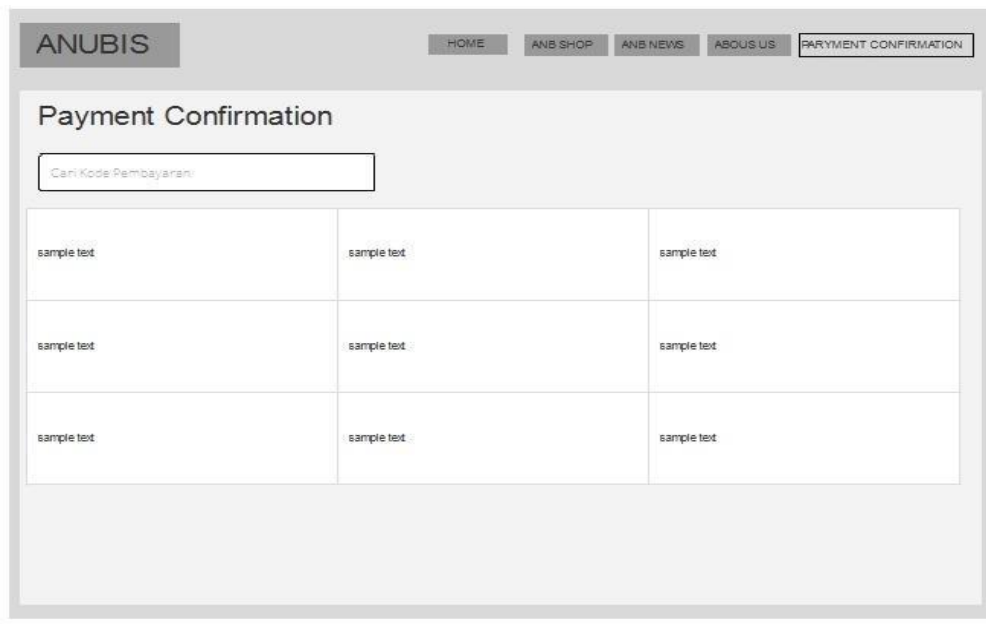 ANUBIS
HOME
ANB SHOP
ANB NEWS
ABOUS US
PARYMENT CONFIRMATION
Payment Confirmation
Cari Kode Pembayaran
sample text
sample text
sample text
sample text
sample text
sample text
sample text
sample text
sample text